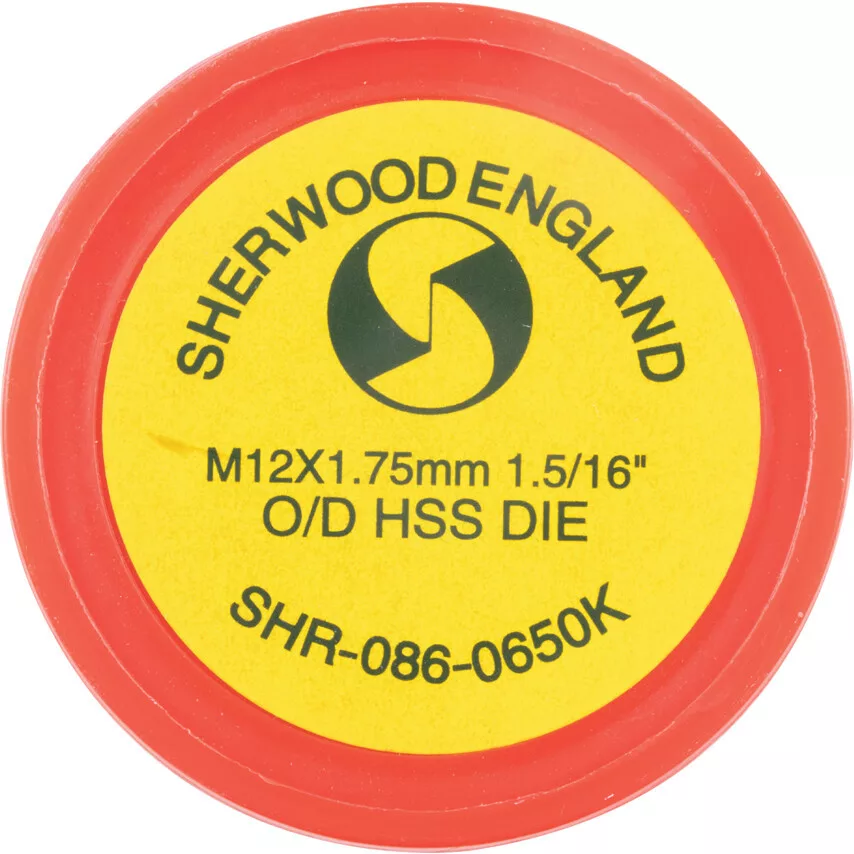 SHERWOOD ENGLAND
M12X1.75mm 1.5/16"
O/D HSS DIE
SHR-086-0650K